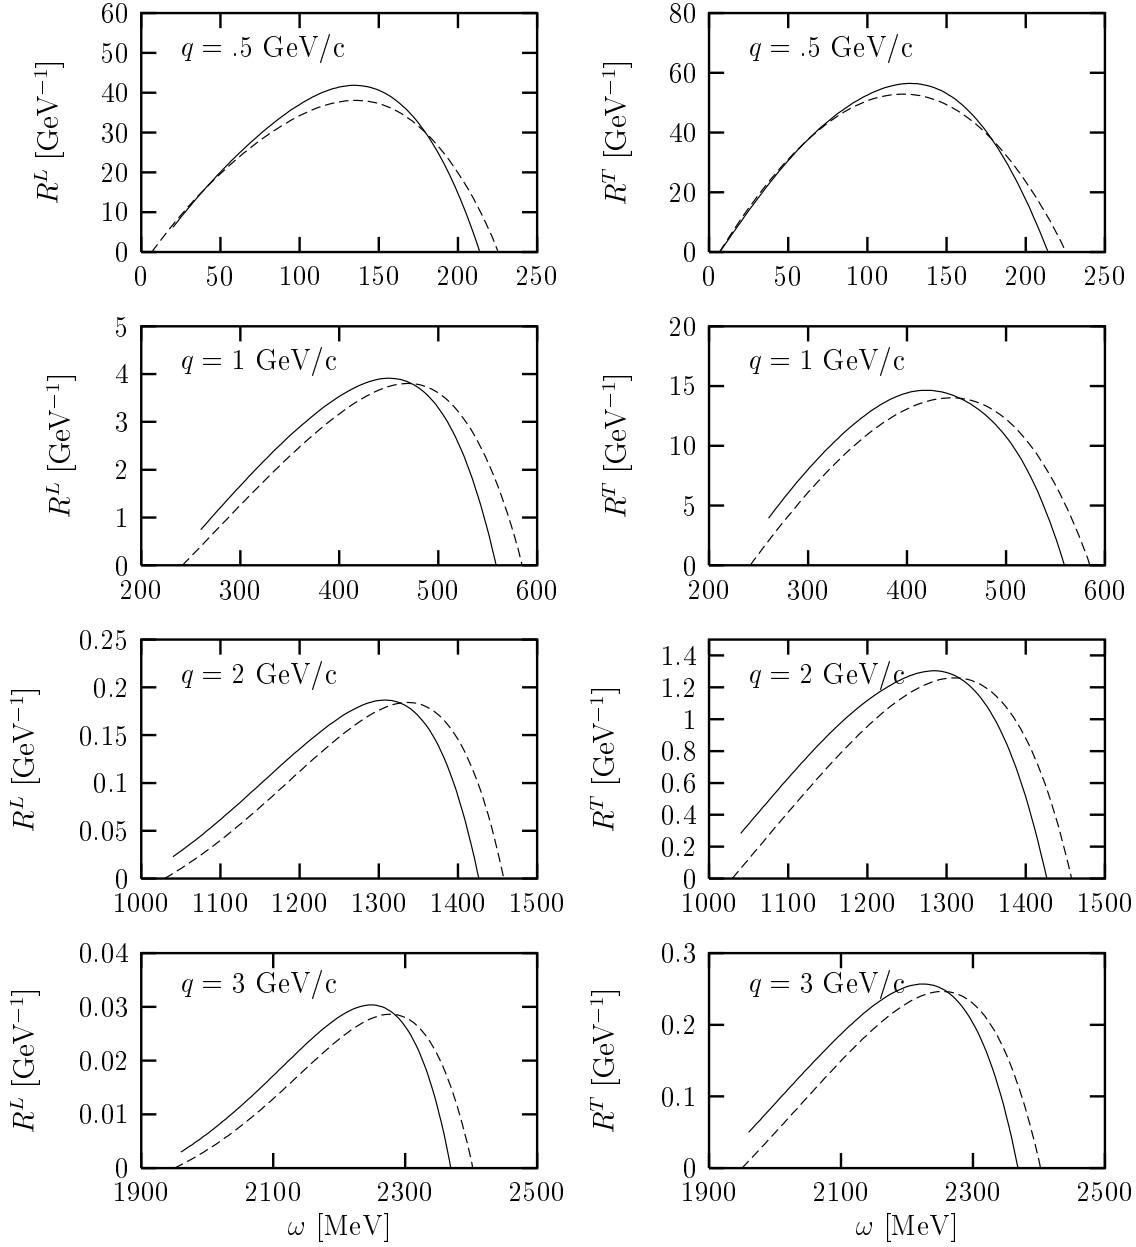 60
50
40
30
20
10
0
R^L [GeV⁻¹]
q = .5 GeV/c
0 50 100 150 200 250
80
60
40
20
0
R^T [GeV⁻¹]
q = .5 GeV/c
0 50 100 150 200 250
5
4
3
2
1
0
R^L [GeV⁻¹]
q = 1 GeV/c
200 300 400 500 600
20
15
10
5
0
R^T [GeV⁻¹]
q = 1 GeV/c
200 300 400 500 600
0.25
0.2
0.15
0.1
0.05
0
R^L [GeV⁻¹]
q = 2 GeV/c
1000 1100 1200 1300 1400 1500
1.4
1.2
1
0.8
0.6
0.4
0.2
0
R^T [GeV⁻¹]
q = 2 GeV/c
1000 1100 1200 1300 1400 1500
0.04
0.03
0.02
0.01
0
R^L [GeV⁻¹]
q = 3 GeV/c
1900 2100 2300 2500
ω [MeV]
0.3
0.2
0.1
0
R^T [GeV⁻¹]
q = 3 GeV/c
1900 2100 2300 2500
ω [MeV]